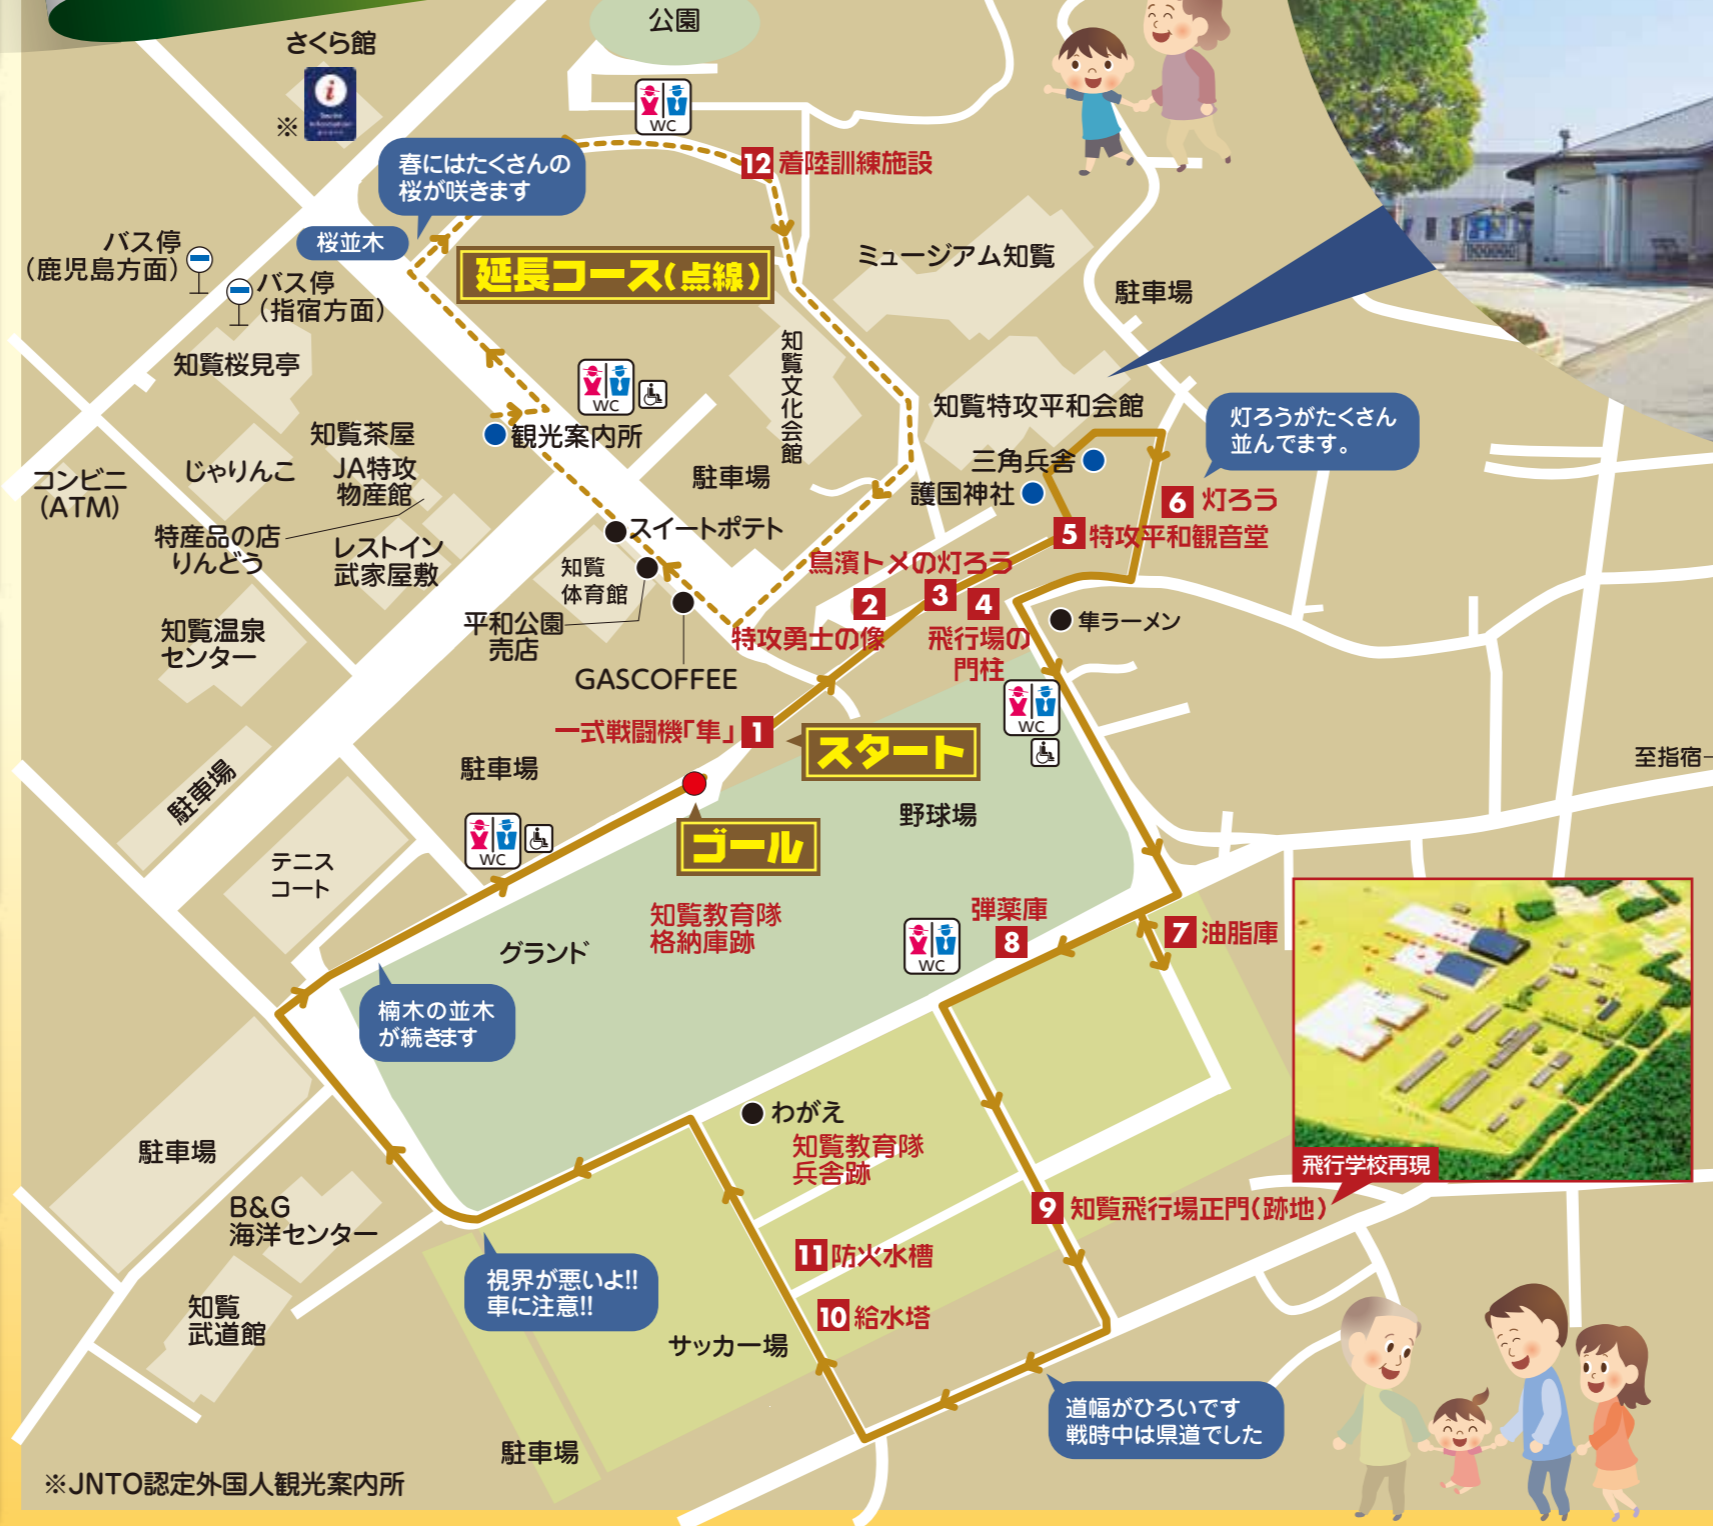 公園
さくら館
※
WC
春にはたくさんの
桜が咲きます
12 着陸訓練施設
桜並木
バス停
(鹿児島方面)
バス停
(指宿方面)
延長コース(点線)
ミュージアム知覧
駐車場
知覧桜見亭
知覧文化会館
WC
知覧特攻平和会館
灯ろうがたくさん
並んでます。
観光案内所
知覧茶屋
じゃりんこ
JA特攻
物産館
コンビニ
(ATM)
駐車場
三角兵舎
護国神社
6 灯ろう
特産品の店
りんどう
レストイン
武家屋敷
スイートポテト
5 特攻平和観音堂
知覧
体育館
鳥濱トメの灯ろう
2
3
4
特攻勇士の像
飛行場の
門柱
隼ラーメン
知覧温泉
センター
平和公園
売店
GASCOFFEE
WC
一式戦闘機「隼」 1
スタート
駐車場
駐車場
至指宿
野球場
ゴール
WC
テニス
コート
知覧教育隊
格納庫跡
グランド
弾薬庫
8
WC
7 油脂庫
楠木の並木
が続きます
飛行学校再現
わがえ
知覧教育隊
兵舎跡
駐車場
B&G
海洋センター
9 知覧飛行場正門(跡地)
11 防火水槽
視界が悪いよ!!
車に注意!!
10 給水塔
知覧
武道館
サッカー場
道幅がひろいです
戦時中は県道でした
駐車場
※JNTO認定外国人観光案内所